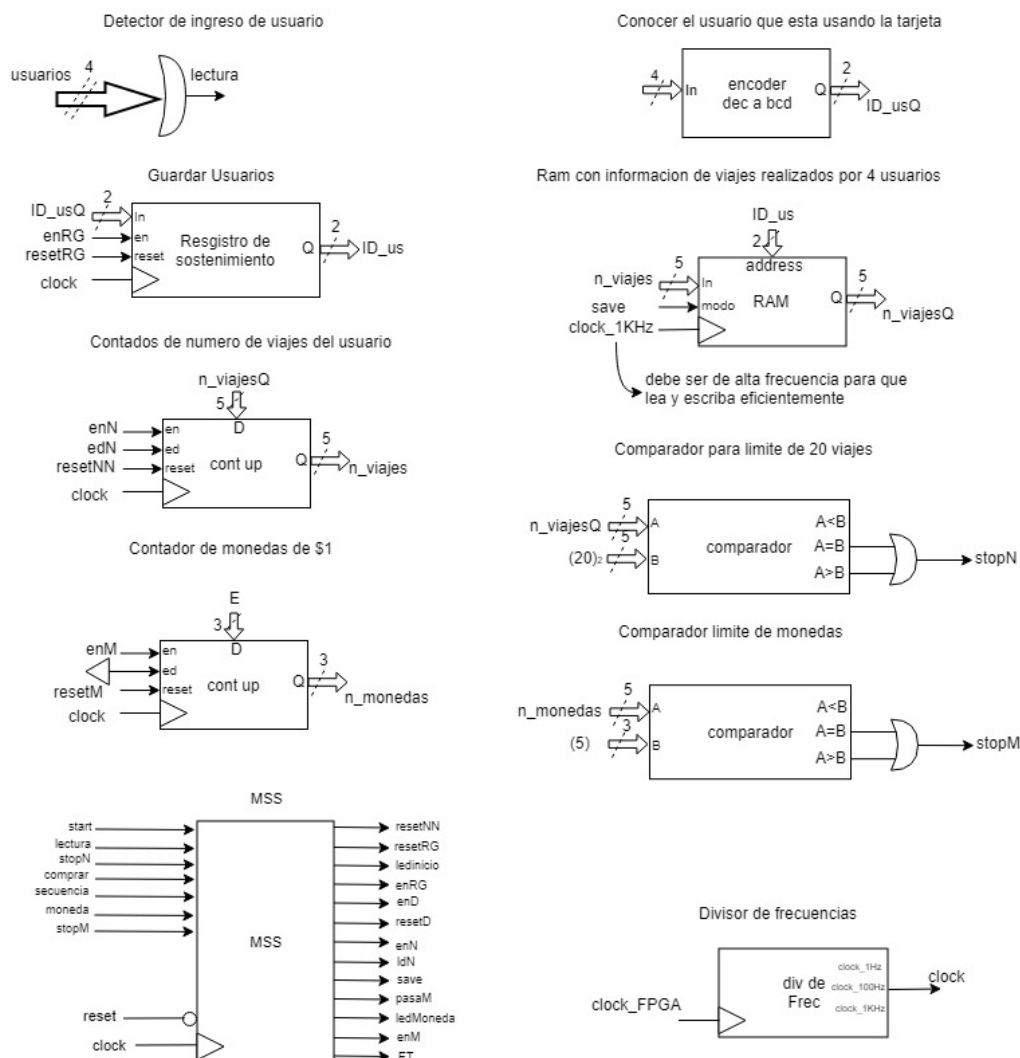 Detector de ingreso de usuario
usuarios
4
lectura
Conocer el usuario que esta usando la tarjeta
4
In
encoder
dec a bcd
Q
2
ID_usQ
Guardar Usuarios
ID_usQ
2
In
enRG
en
resetRG
reset
clock
Resgistro de
sostenimiento
Q
2
ID_us
Ram con informacion de viajes realizados por 4 usuarios
ID_us
2
address
n_viajes
5
In
save
modo
clock_1KHz
RAM
Q
5
n_viajesQ
debe ser de alta frecuencia para que
lea y escriba eficientemente
Contados de numero de viajes del usuario
n_viajesQ
5
D
enN
en
edN
ed
resetNN
reset
clock
cont up
Q
5
n_viajes
Comparador para limite de 20 viajes
n_viajesQ
5
A
(20)₂
5
B
comparador
A<B
A=B
A>B
stopN
Contador de monedas de $1
E
3
D
enM
en
ed
resetM
reset
clock
cont up
Q
3
n_monedas
Comparador limite de monedas
n_monedas
5
A
(5)
3
B
comparador
A<B
A=B
A>B
stopM
MSS
start
lectura
stopN
comprar
secuencia
moneda
stopM
reset
clock
MSS
resetNN
resetRG
ledinicio
enRG
enD
resetD
enN
ldN
save
pasaM
ledMoneda
enM
Divisor de frecuencias
clock_FPGA
div de
Frec
clock_1Hz
clock_100Hz
clock_1KHz
clock